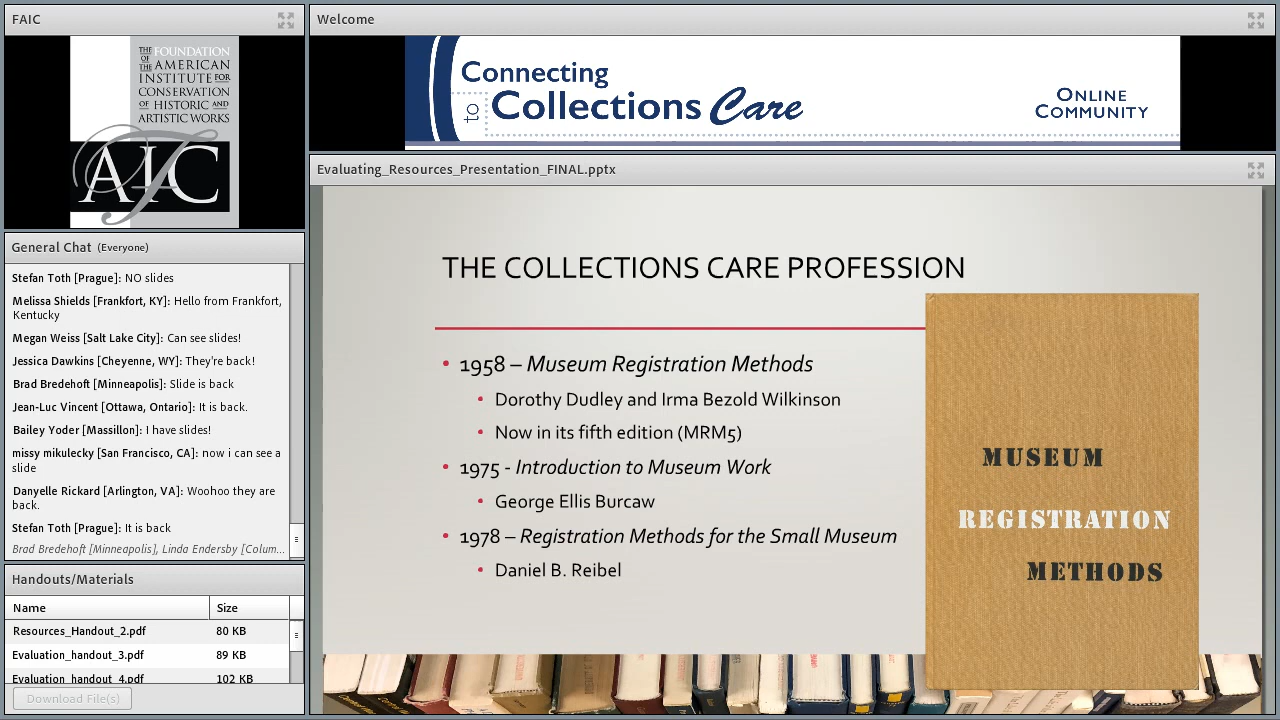 FAIC
THE FOUNDATION
OF THE AMERICAN
INSTITUTE FOR
CONSERVATION
OF HISTORIC AND
ARTISTIC WORKS
AIC
General Chat (Everyone)
Stefan Toth [Prague]: NO slides
Melissa Shields [Frankfort, KY]: Hello from Frankfort,
Kentucky
Megan Weiss [Salt Lake City]: Can see slides!
Jessica Dawkins [Cheyenne, WY]: They're back!
Brad Bredehoft [Minneapolis]: Slide is back
Jean-Luc Vincent [Ottawa, Ontario]: It is back.
Bailey Yoder [Massillon]: I have slides!
missy mikulecky [San Francisco, CA]: now i can see a
slide
Danyelle Rickard [Arlington, VA]: Woohoo they are
back.
Stefan Toth [Prague]: It is back
Brad Bredehoft [Minneapolis], Linda Endersby [Colum...
Handouts/Materials
Name Size
Resources_Handout_2.pdf 80 KB
Evaluation_handout_3.pdf 89 KB
Evaluation_handout_4.pdf 102 KB
Download File(s)
Welcome
Connecting
to Collections Care
ONLINE
COMMUNITY
Evaluating_Resources_Presentation_FINAL.pptx
THE COLLECTIONS CARE PROFESSION
• 1958 – Museum Registration Methods
• Dorothy Dudley and Irma Bezold Wilkinson
• Now in its fifth edition (MRM5)
• 1975 - Introduction to Museum Work
• George Ellis Burcaw
• 1978 – Registration Methods for the Small Museum
• Daniel B. Reibel
MUSEUM
REGISTRATION
METHODS